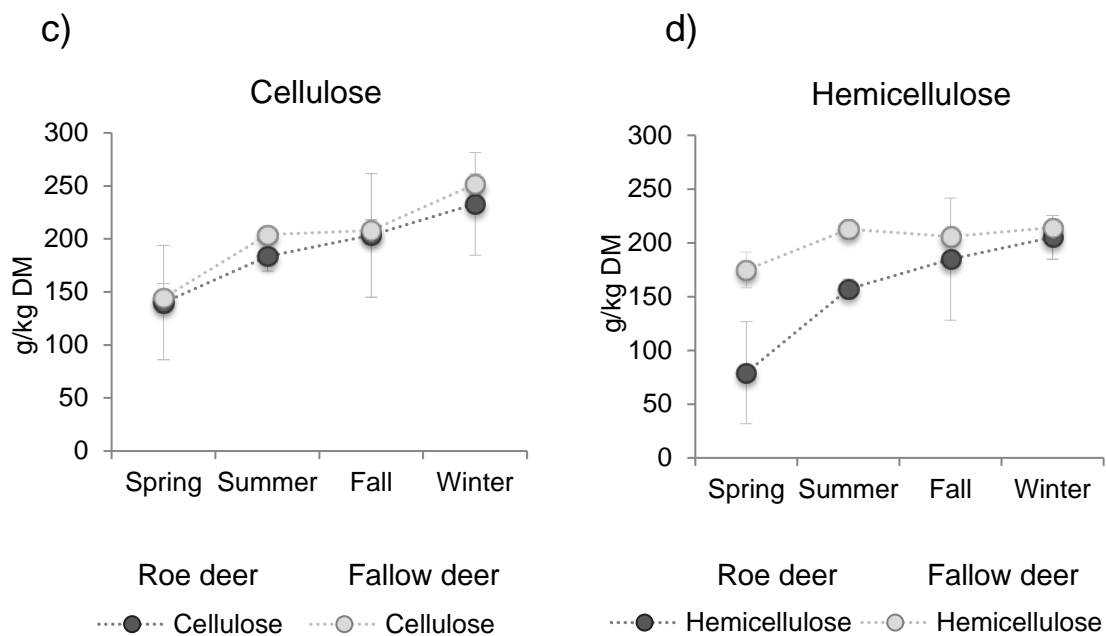 c)
Cellulose
300
250
200
150
100
50
0
g/kg DM
Spring Summer Fall Winter
Roe deer Fallow deer
Cellulose Cellulose
d)
Hemicellulose
300
250
200
150
100
50
0
g/kg DM
Spring Summer Fall Winter
Roe deer Fallow deer
Hemicellulose Hemicellulose